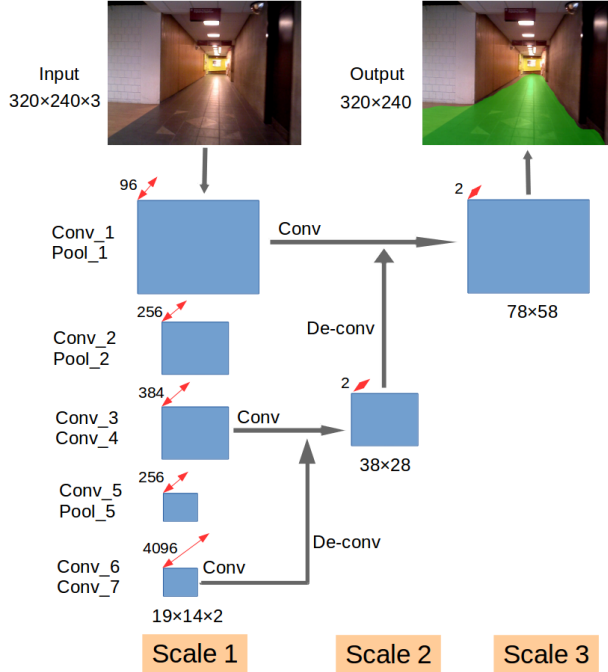 Input
320×240×3
Output
320×240
96
2
Conv_1
Pool_1
Conv
78×58
256
Conv_2
Pool_2
De-conv
384
2
Conv_3
Conv_4
Conv
38×28
256
Conv_5
Pool_5
De-conv
4096
Conv_6
Conv_7
Conv
19×14×2
Scale 1
Scale 2
Scale 3